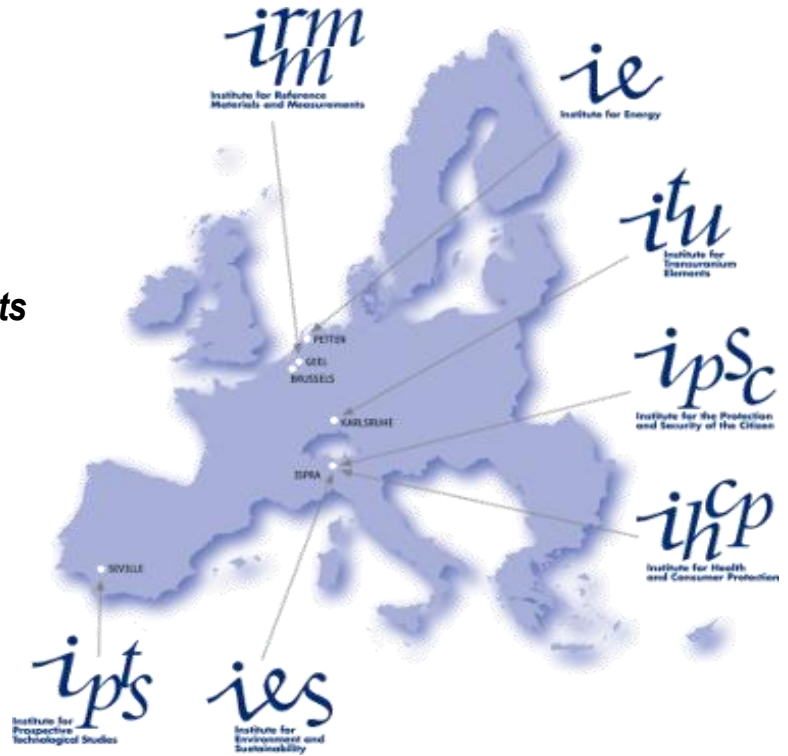 irmm
Institute for Reference
Materials and Measurements
ie
Institute for Energy
itu
Institute for
Transuranium
Elements
ts
PETTEN
GEEL
BRUSSELS
ipsc
Institute for the Protection
and Security of the Citizen
KARLSRUHE
ISPRA
ihcp
Institute for Health
and Consumer Protection
SEVILLE
ipts
Institute for
Prospective
Technological Studies
ies
Institute for
Environment and
Sustainability